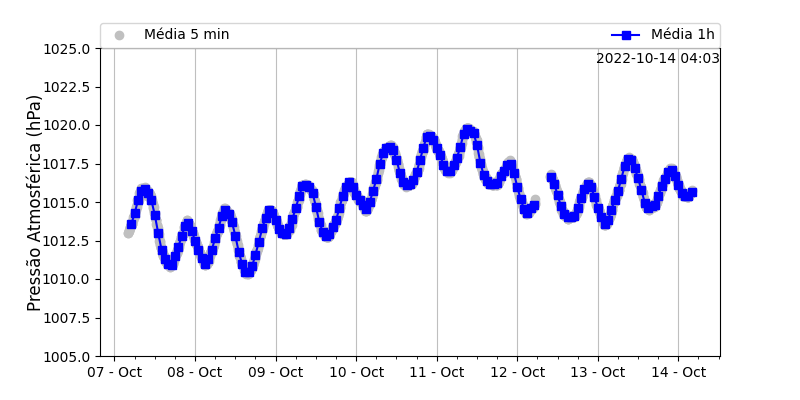 Média 5 min
Média 1h
2022-10-14 04:03
Pressão Atmosférica (hPa)
1025.0
1022.5
1020.0
1017.5
1015.0
1012.5
1010.0
1007.5
1005.0
07 - Oct
08 - Oct
09 - Oct
10 - Oct
11 - Oct
12 - Oct
13 - Oct
14 - Oct